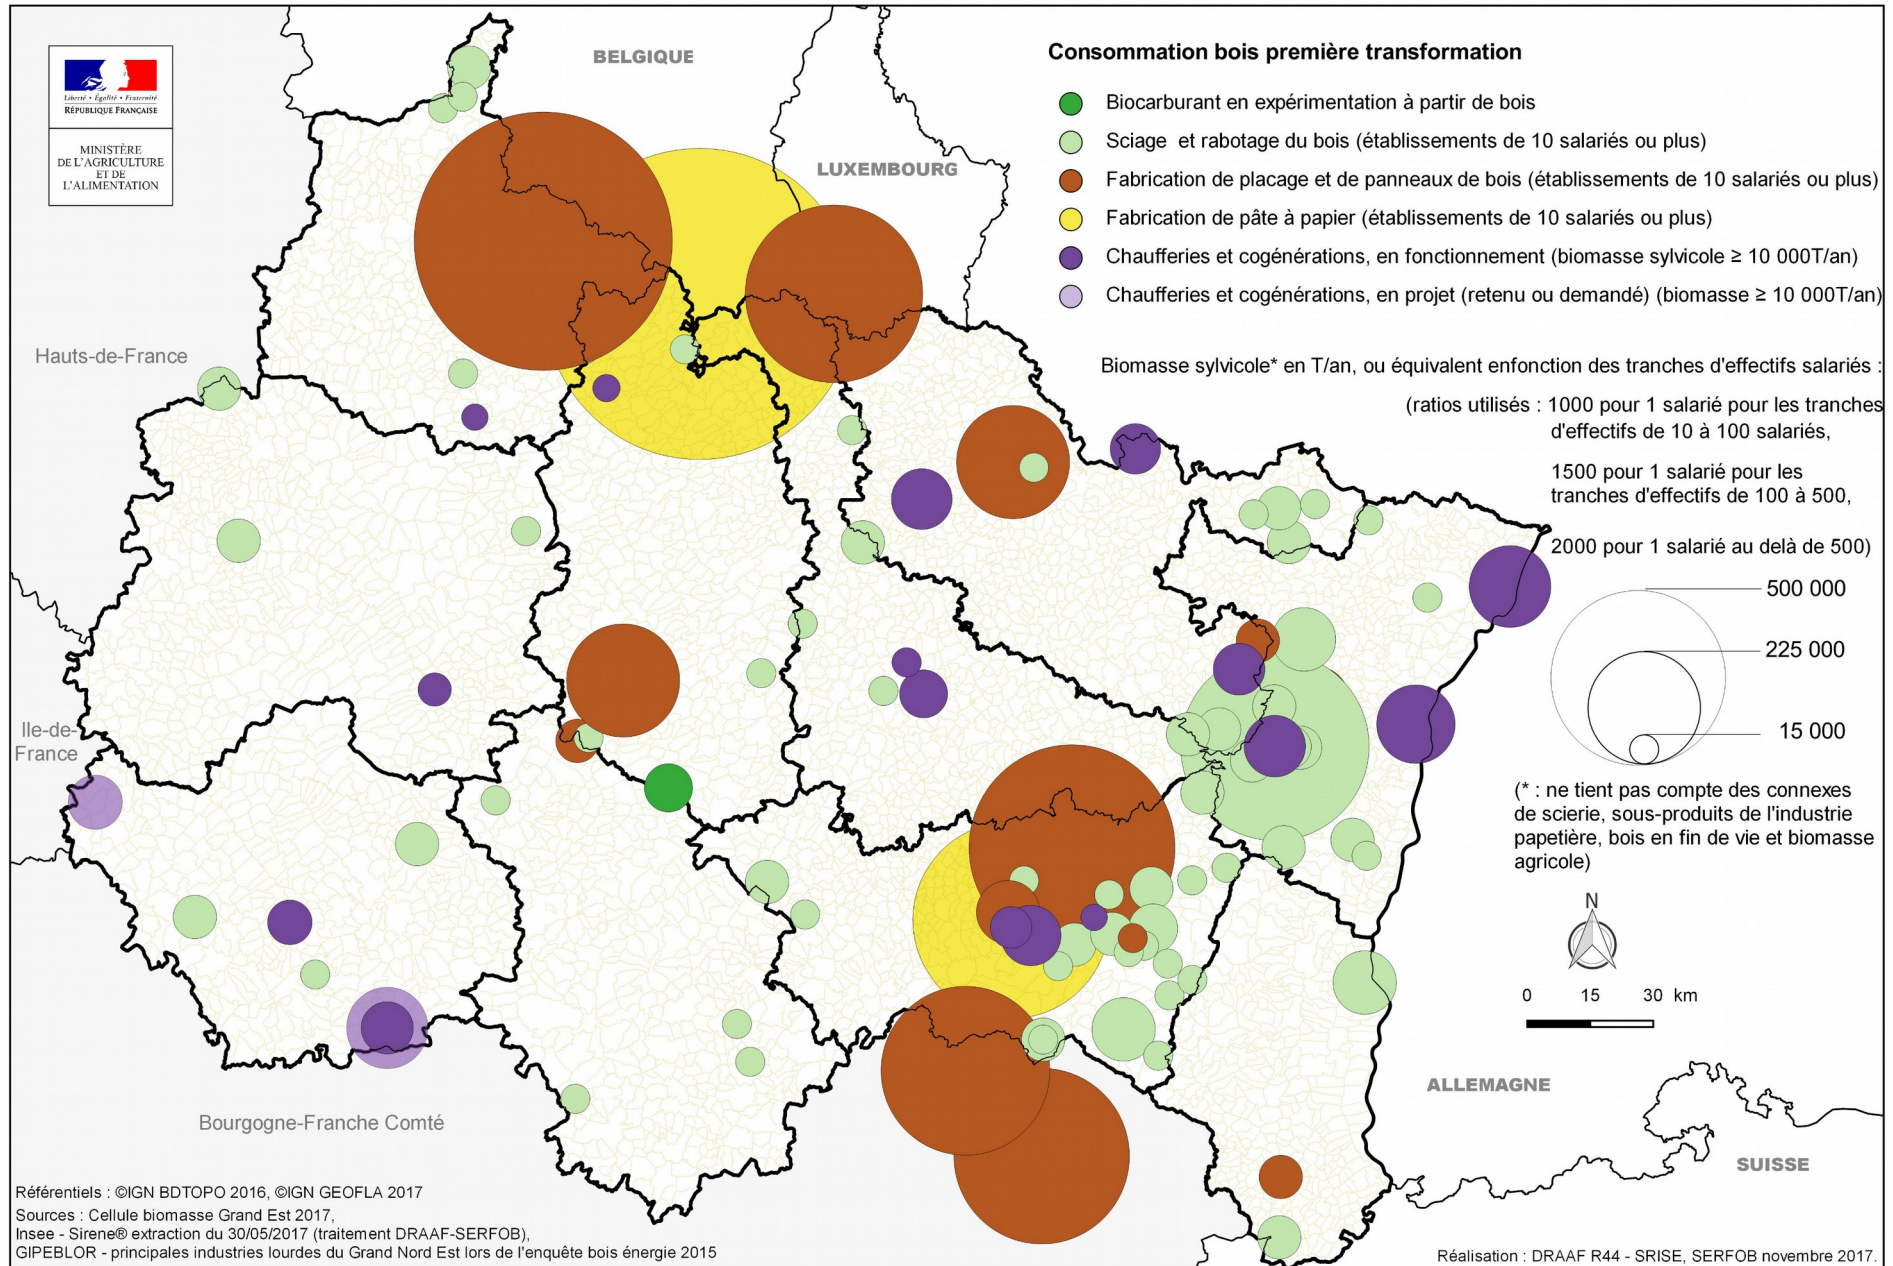 Liberté • Égalité • Fraternité
RÉPUBLIQUE FRANÇAISE
MINISTÈRE
DE L'AGRICULTURE
ET DE
L'ALIMENTATION
BELGIQUE
LUXEMBOURG
Hauts-de-France
Ile-de-
France
Bourgogne-Franche Comté
ALLEMAGNE
SUISSE
Consommation bois première transformation
Biocarburant en expérimentation à partir de bois
Sciage et rabotage du bois (établissements de 10 salariés ou plus)
Fabrication de placage et de panneaux de bois (établissements de 10 salariés ou plus)
Fabrication de pâte à papier (établissements de 10 salariés ou plus)
Chaufferies et cogénérations, en fonctionnement (biomasse sylvicole ≥ 10 000T/an)
Chaufferies et cogénérations, en projet (retenu ou demandé) (biomasse ≥ 10 000T/an)
Biomasse sylvicole* en T/an, ou équivalent enfonction des tranches d'effectifs salariés :
(ratios utilisés : 1000 pour 1 salarié pour les tranches
d'effectifs de 10 à 100 salariés,
1500 pour 1 salarié pour les
tranches d'effectifs de 100 à 500,
2000 pour 1 salarié au delà de 500)
500 000
225 000
15 000
(* : ne tient pas compte des connexes
de scierie, sous-produits de l'industrie
papetière, bois en fin de vie et biomasse
agricole)
N
0 15 30 km
Référentiels : ©IGN BDTOPO 2016, ©IGN GEOFLA 2017
Sources : Cellule biomasse Grand Est 2017,
Insee - Sirene® extraction du 30/05/2017 (traitement DRAAF-SERFOB),
GIPEBLOR - principales industries lourdes du Grand Nord Est lors de l'enquête bois énergie 2015
Réalisation : DRAAF R44 - SRISE, SERFOB novembre 2017.